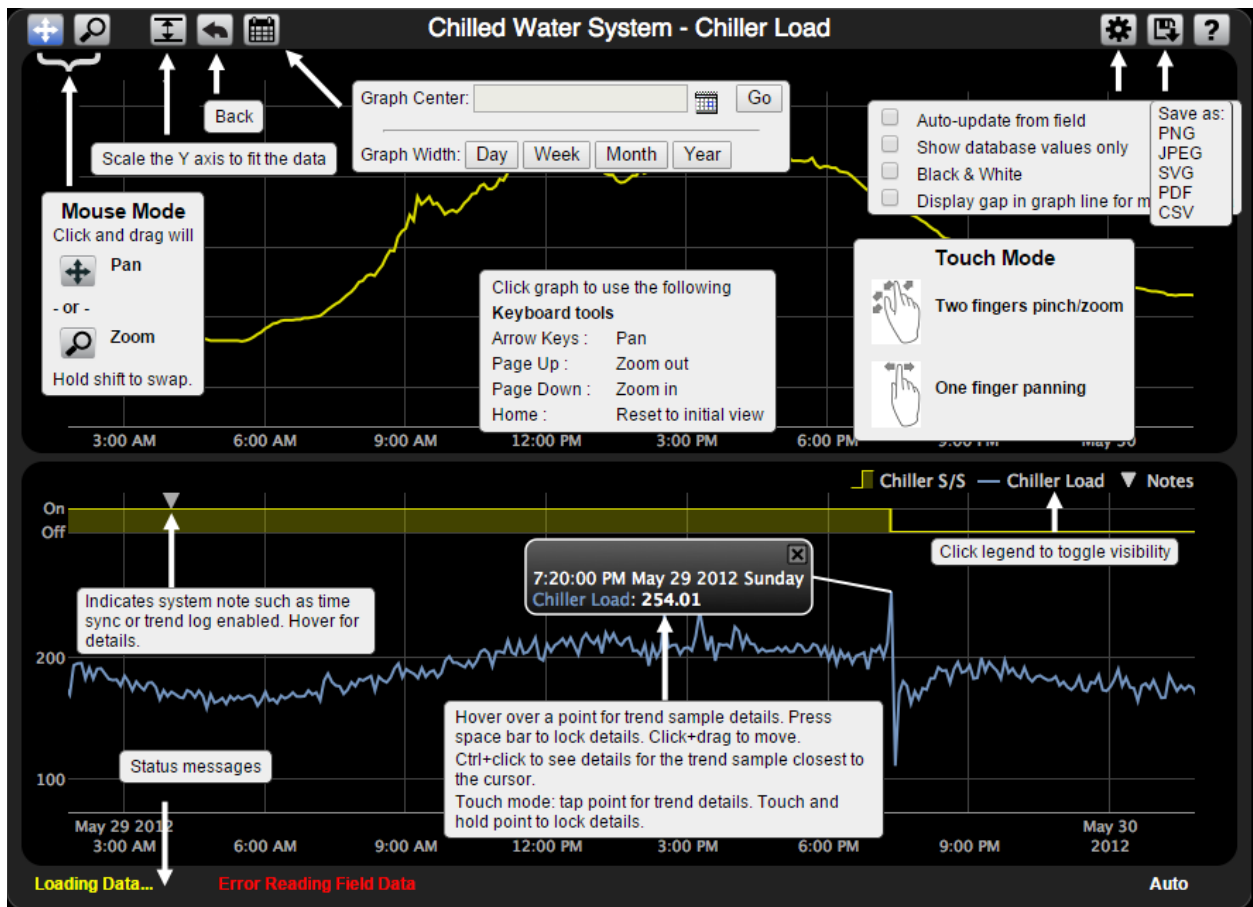 Chilled Water System - Chiller Load
?
Back
Scale the Y axis to fit the data
Graph Center:
Go
Graph Width: Day Week Month Year
Auto-update from field
Show database values only
Black & White
Display gap in graph line for m
Save as:
PNG
JPEG
SVG
PDF
CSV
Mouse Mode
Click and drag will
Pan
- or -
Zoom
Hold shift to swap.
Click graph to use the following
Keyboard tools
Arrow Keys : Pan
Page Up : Zoom out
Page Down : Zoom in
Home : Reset to initial view
Touch Mode
Two fingers pinch/zoom
One finger panning
3:00 AM 6:00 AM 9:00 AM 12:00 PM 3:00 PM 6:00 PM 9:00 PM May 30
Chiller S/S Chiller Load Notes
On
Off
Click legend to toggle visibility
7:20:00 PM May 29 2012 Sunday
Chiller Load: 254.01
Indicates system note such as time
sync or trend log enabled. Hover for
details.
200
Hover over a point for trend sample details. Press
space bar to lock details. Click+drag to move.
Ctrl+click to see details for the trend sample closest to
the cursor.
Touch mode: tap point for trend details. Touch and
hold point to lock details.
Status messages
100
May 29 2012 May 30
3:00 AM 6:00 AM 9:00 AM 12:00 PM 3:00 PM 6:00 PM 9:00 PM 2012
Loading Data... Error Reading Field Data Auto